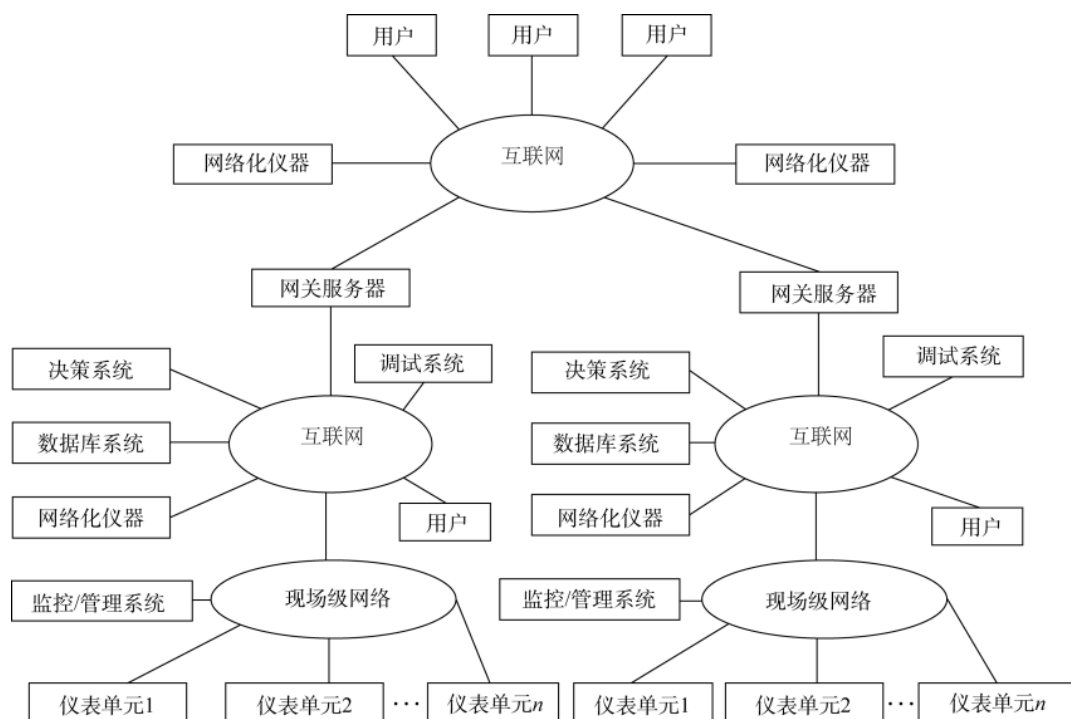 用户 用户 用户
互联网
网络化仪器 网络化仪器
网关服务器 网关服务器
决策系统 调试系统 决策系统 调试系统
数据库系统 互联网 数据库系统 互联网
网络化仪器 用户 网络化仪器 用户
监控/管理系统 现场级网络 监控/管理系统 现场级网络
仪表单元1 仪表单元2 … 仪表单元n 仪表单元1 仪表单元2 … 仪表单元n